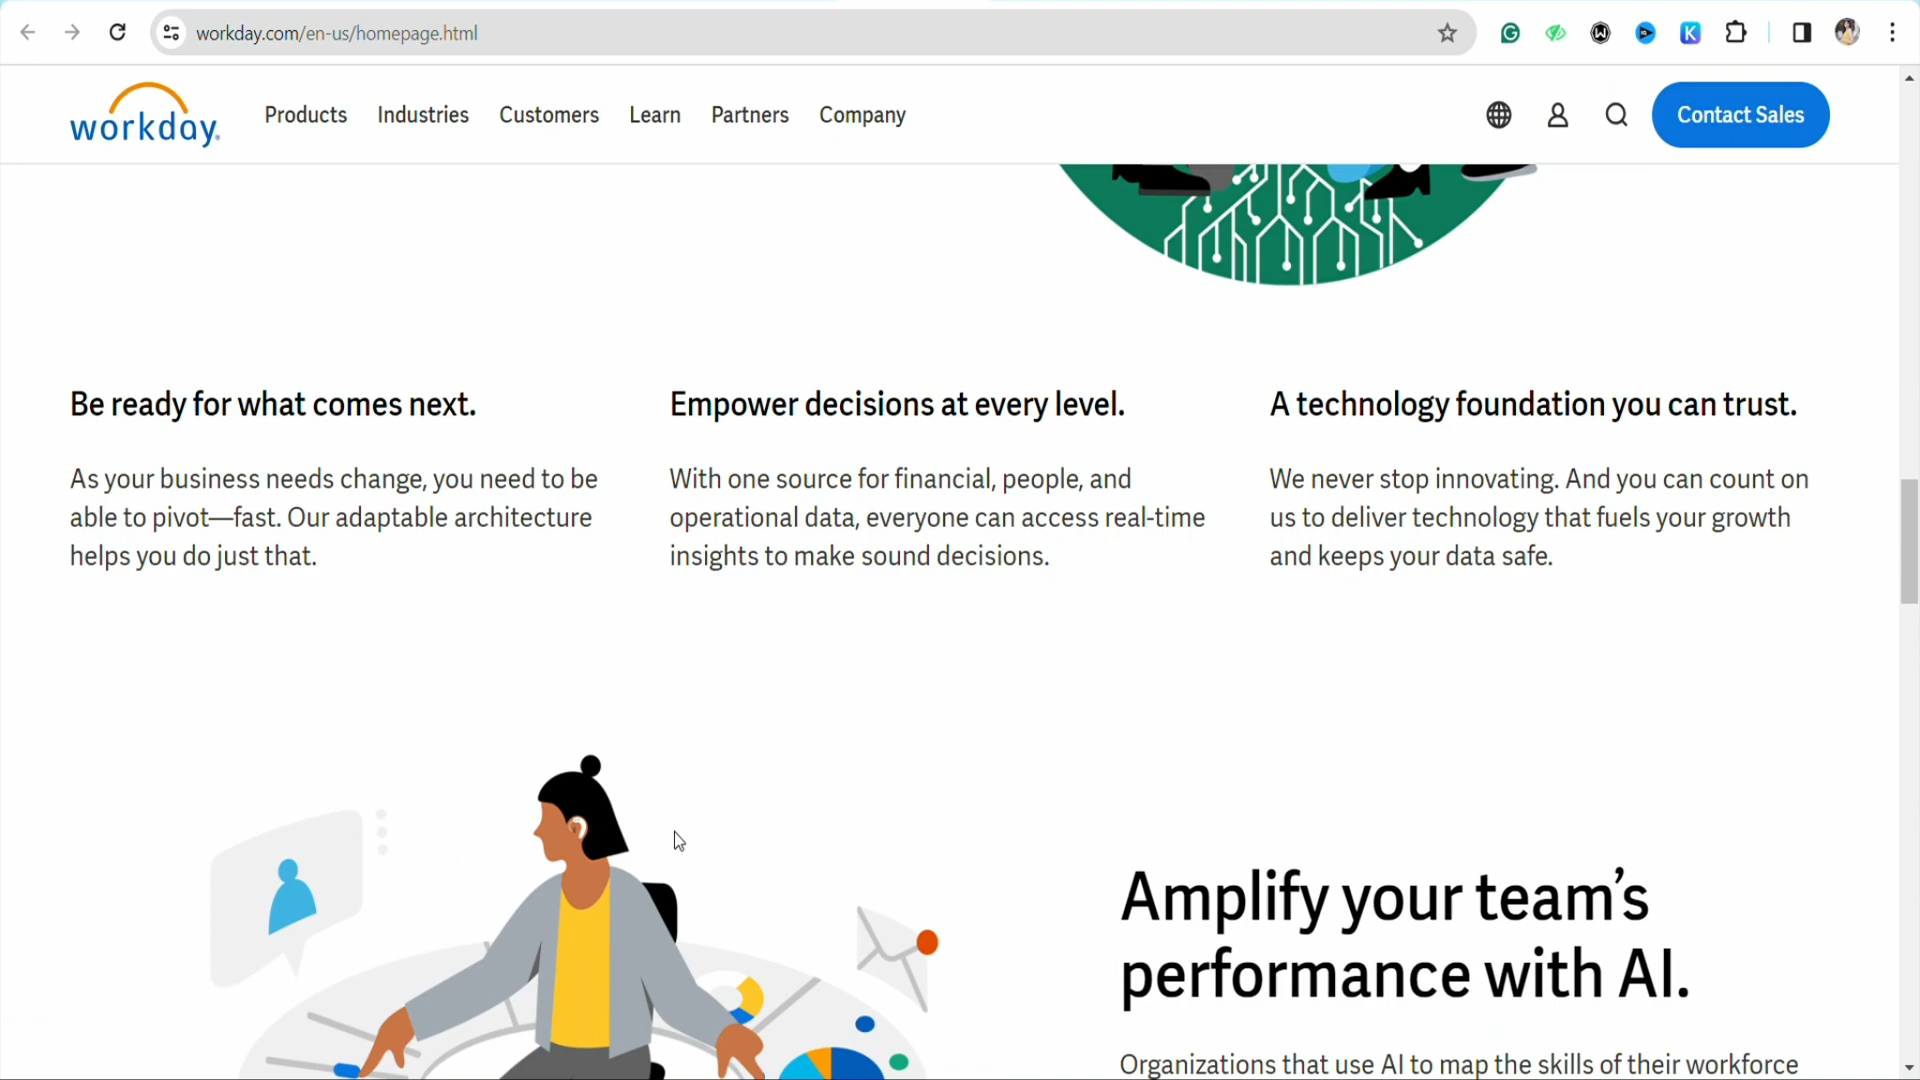 workday.com/en-us/homepage.html
workday.
Products Industries Customers Learn Partners Company
Contact Sales
Be ready for what comes next.
As your business needs change, you need to be
able to pivot—fast. Our adaptable architecture
helps you do just that.
Empower decisions at every level.
With one source for financial, people, and
operational data, everyone can access real-time
insights to make sound decisions.
A technology foundation you can trust.
We never stop innovating. And you can count on
us to deliver technology that fuels your growth
and keeps your data safe.
Amplify your team’s
performance with AI.
Organizations that use AI to map the skills of their workforce